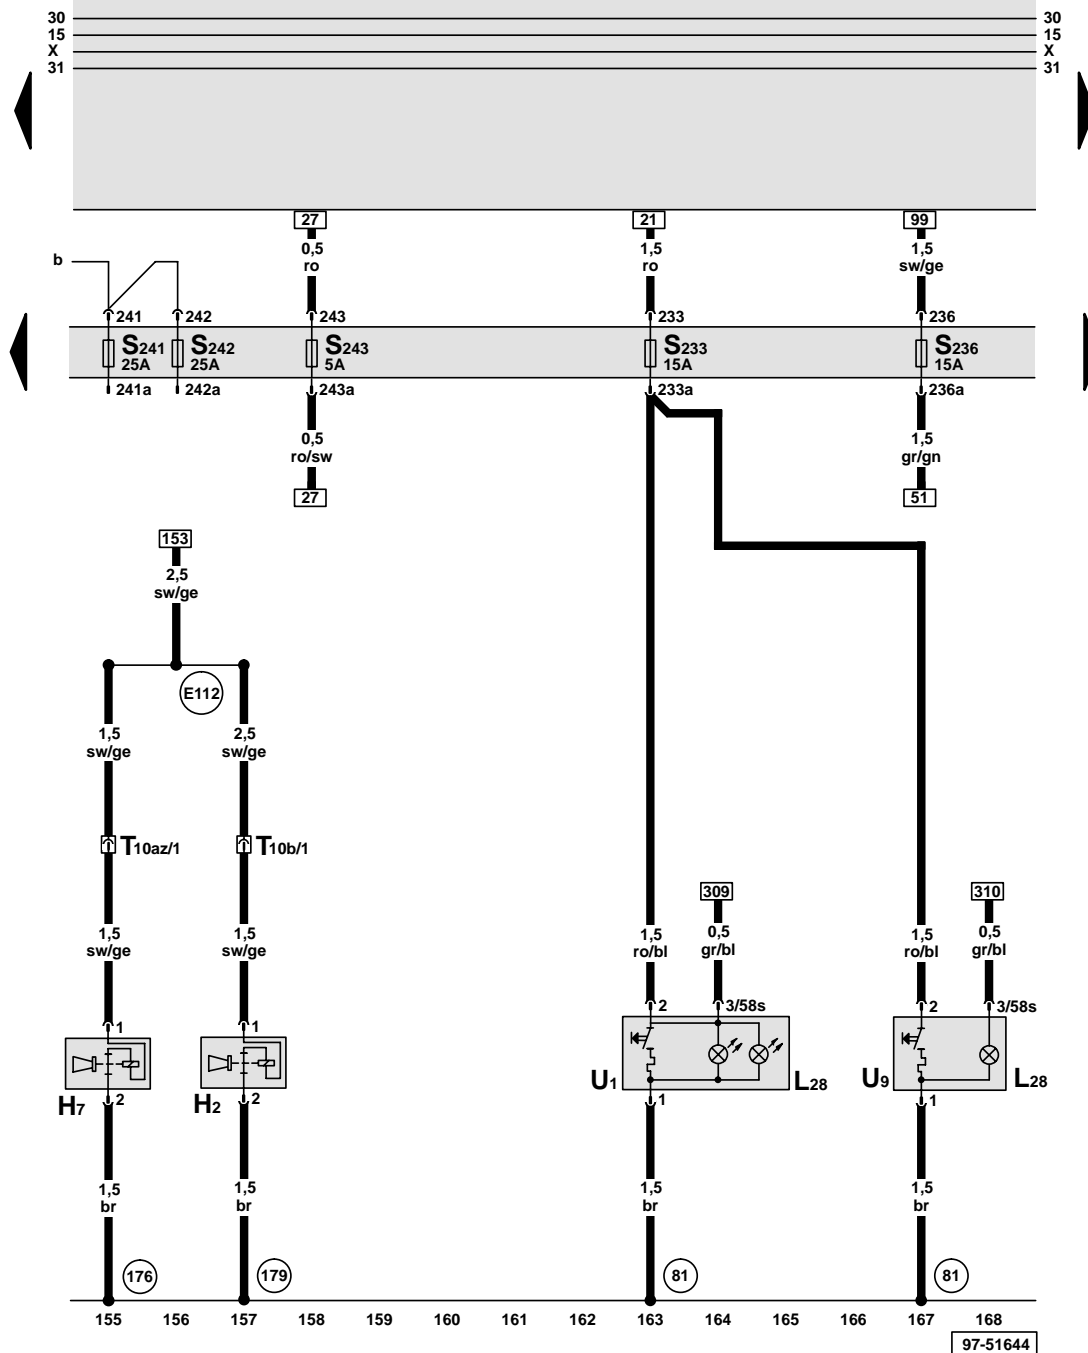 30 30
15 15
X X
31 31
27 21 99
0,5 1,5 1,5
ro ro sw/ge
b
241 242 243 233 236
S241 S242 S243 S233 S236
25A 25A 5A 15A 15A
241a 242a 243a 233a 236a
0,5 1,5
ro/sw gr/gn
27 51
153
2,5
sw/ge
E112
1,5 2,5
sw/ge sw/ge
T10az/1 T10b/1
309 310
1,5 1,5 1,5 0,5 1,5 0,5
sw/ge sw/ge ro/bl gr/bl ro/bl gr/bl
2 3/58s 2 3/58s
1 1
U1 L28 U9 L28
H7 2 H2 2 1 1
1,5 1,5 1,5 1,5
br br br br
176 179 81 81
155 156 157 158 159 160 161 162 163 164 165 166 167 168
97-51644